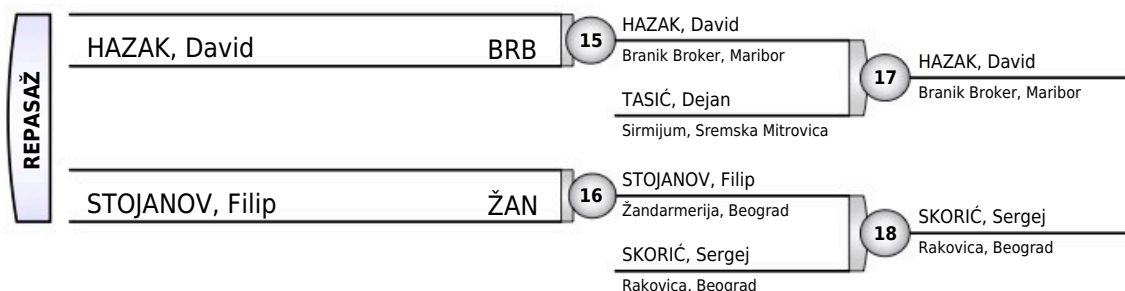 REPASAŽ
HAZAK, David BRB
15
HAZAK, David
Branik Broker, Maribor
TASIĆ, Dejan
Sirmijum, Sremska Mitrovica
17
HAZAK, David
Branik Broker, Maribor
STOJANOV, Filip ŽAN
16
STOJANOV, Filip
Žandarmerija, Beograd
SKORIĆ, Sergej
Rakovica, Beograd
18
SKORIĆ, Sergej
Rakovica, Beograd